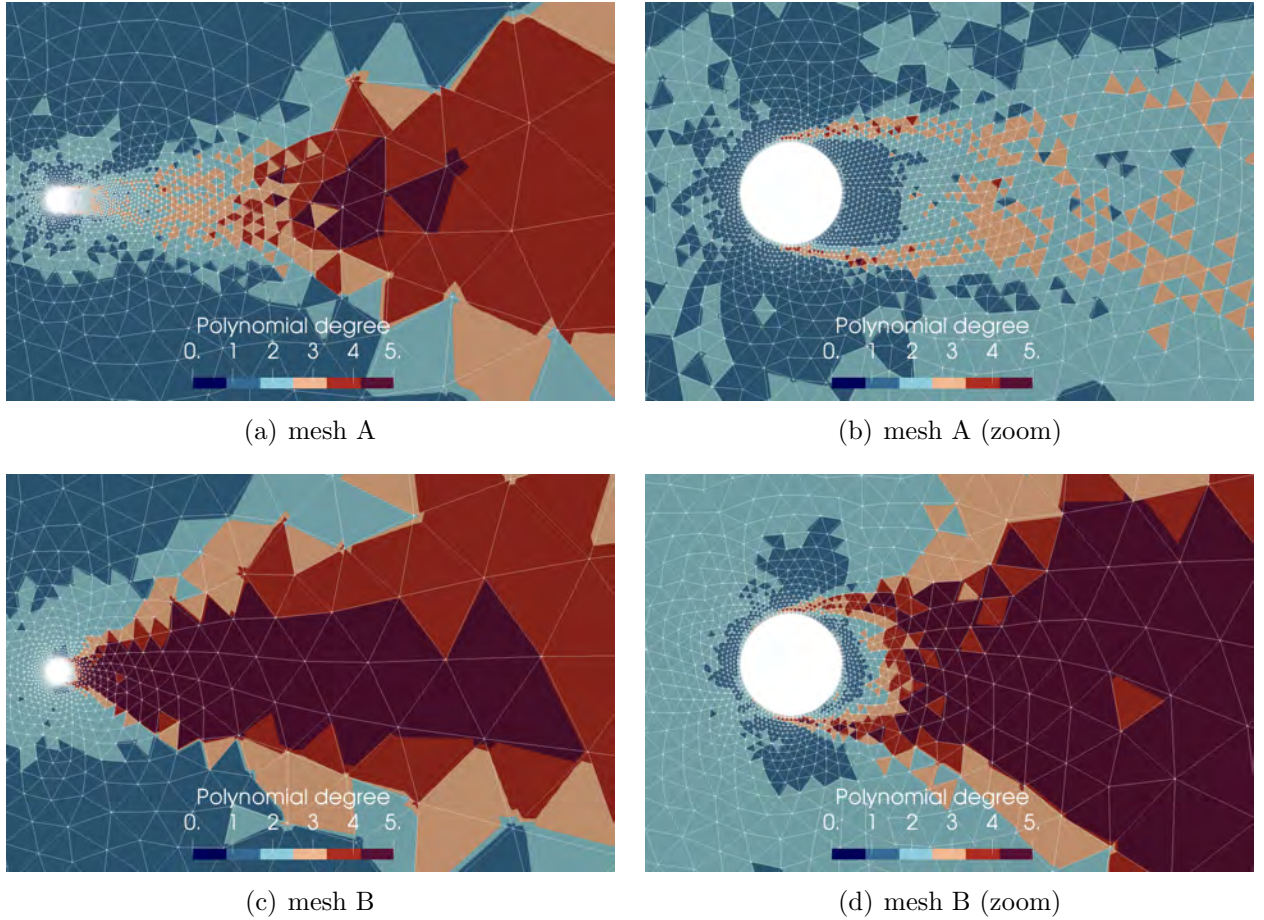 Polynomial degree
0. 1 2 3 4 5.
(a) mesh A
Polynomial degree
0. 1 2 3 4 5.
(b) mesh A (zoom)
Polynomial degree
0. 1 2 3 4 5.
(c) mesh B
Polynomial degree
0. 1 2 3 4 5.
(d) mesh B (zoom)